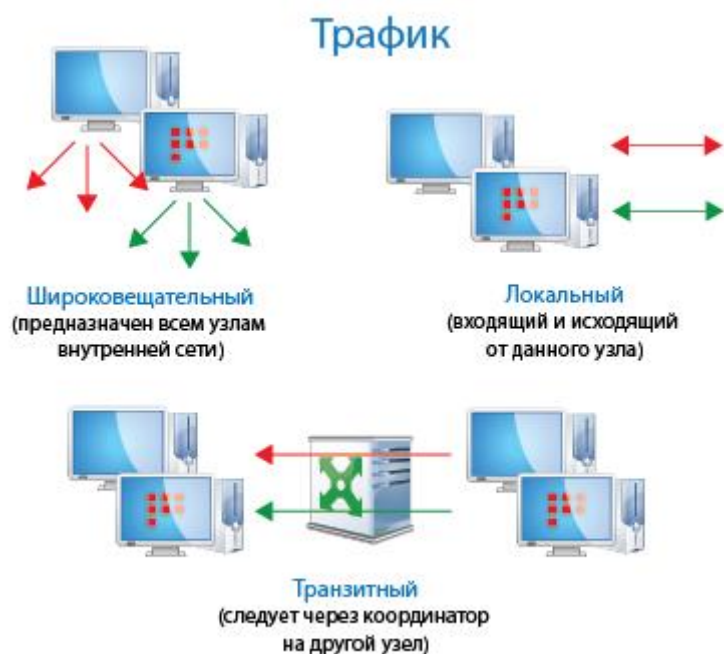 Трафик
Широковещательный
(предназначен всем узлам
внутренней сети)
Локальный
(входящий и исходящий
от данного узла)
Транзитный
(следует через координатор
на другой узел)